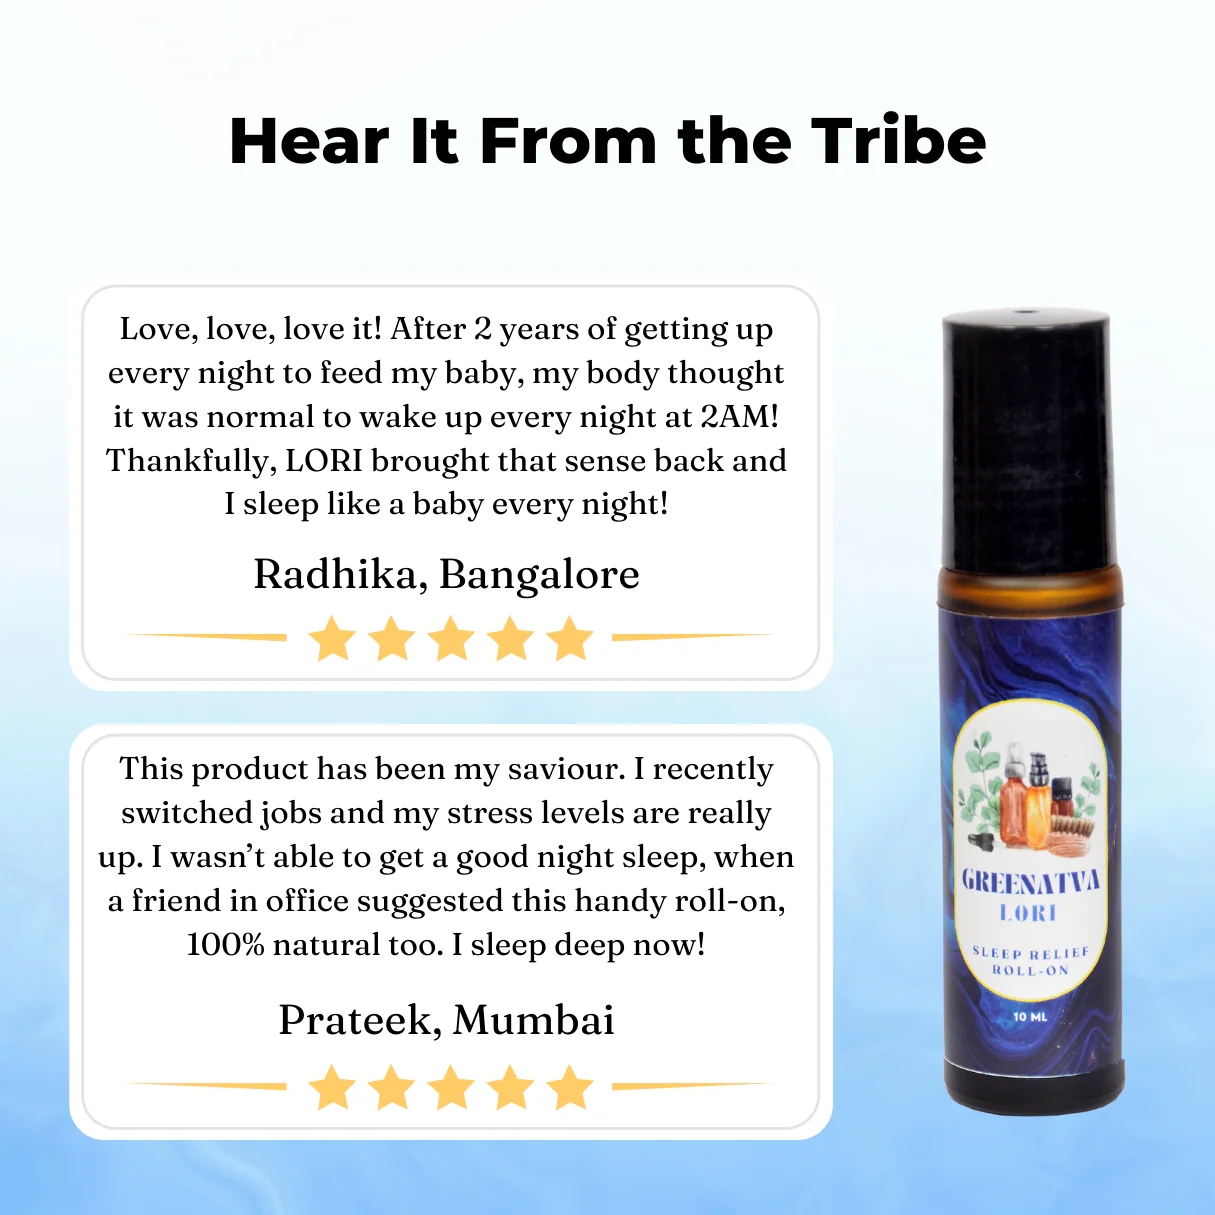 Hear It From the Tribe
Love, love, love it! After 2 years of getting up
every night to feed my baby, my body thought
it was normal to wake up every night at 2AM!
Thankfully, LORI brought that sense back and
I sleep like a baby every night!
Radhika, Bangalore
This product has been my saviour. I recently
switched jobs and my stress levels are really
up. I wasn’t able to get a good night sleep, when
a friend in office suggested this handy roll-on,
100% natural too. I sleep deep now!
Prateek, Mumbai
GREENATVA
LORI
SLEEP RELIEF
ROLL-ON
10 ML